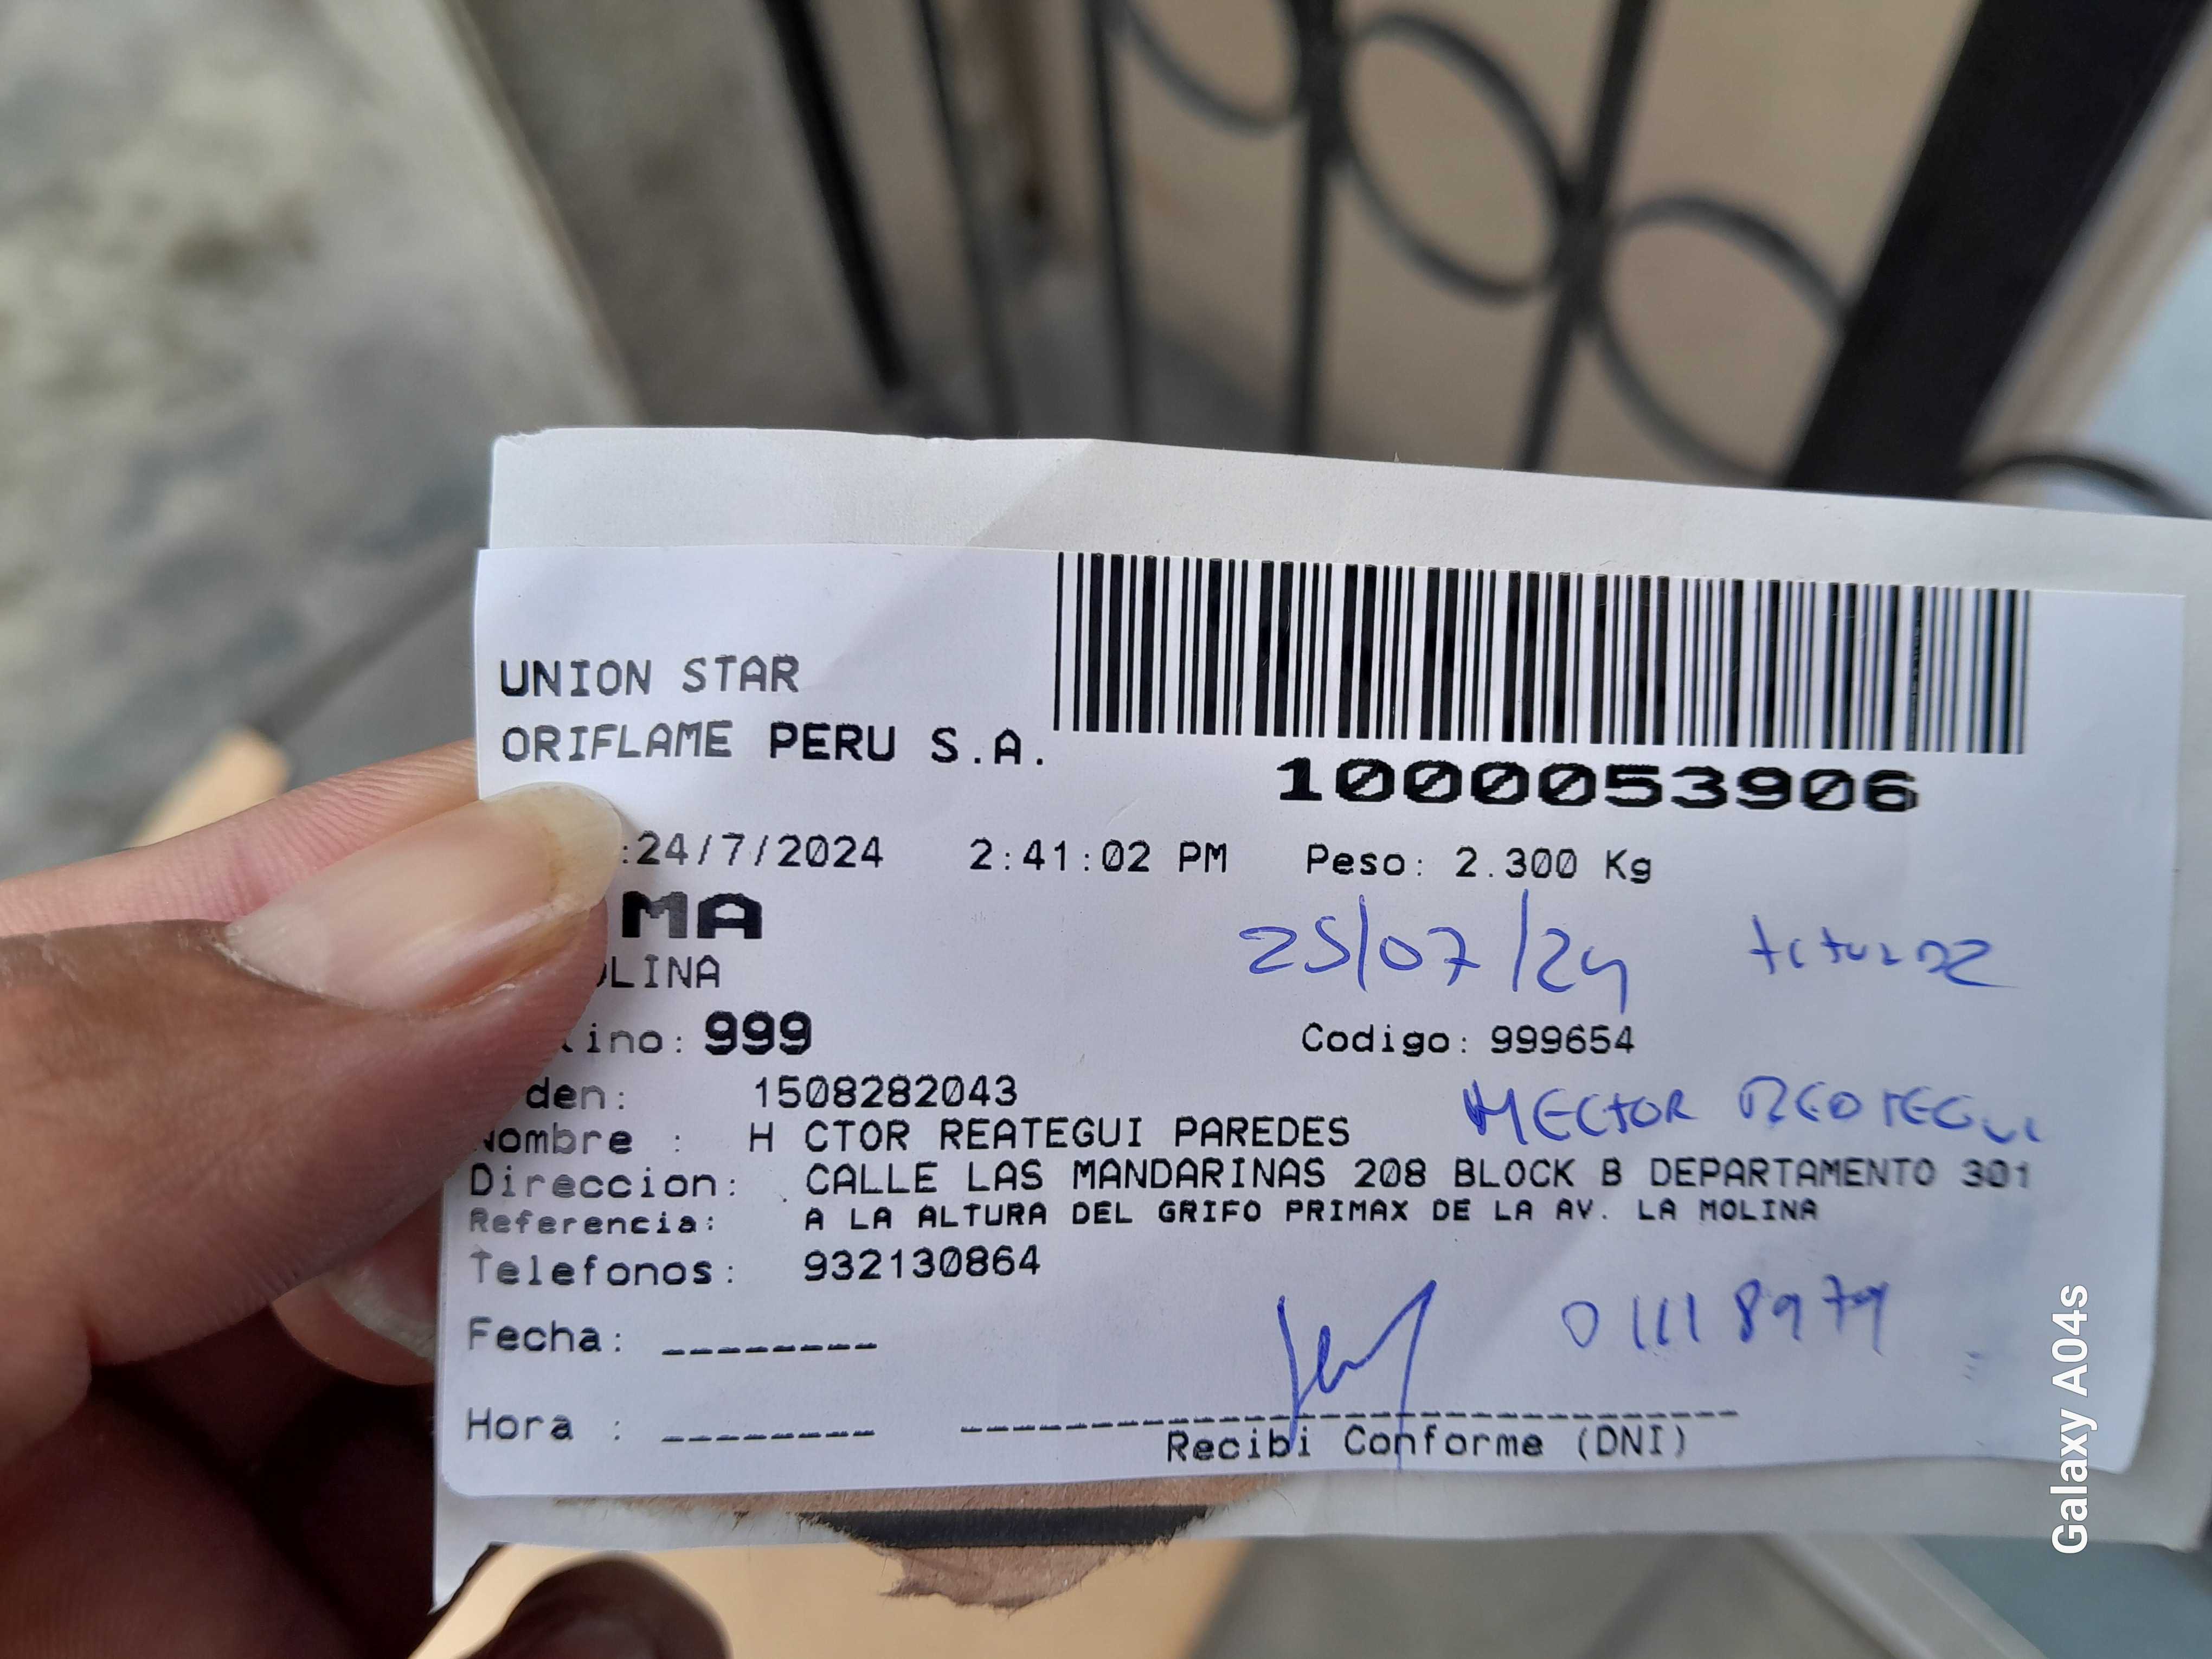 UNION STAR
ORIFLAME PERU S.A.
1000053906
:24/7/2024 2:41:02 PM Peso: 2.300 Kg
MA
25/07/24
OLINA
ino: 999 Codigo: 999654
den: 1508282043
HECTOR REATEGUI
Nombre : H CTOR REATEGUI PAREDES
Direccion: CALLE LAS MANDARINAS 208 BLOCK B DEPARTAMENTO 301
Referencia: A LA ALTURA DEL GRIFO PRIMAX DE LA AV. LA MOLINA
Telefonos: 932130864
Fecha: --------
01118979
Hora : --------
Recibi Conforme (DNI)
Galaxy A04s